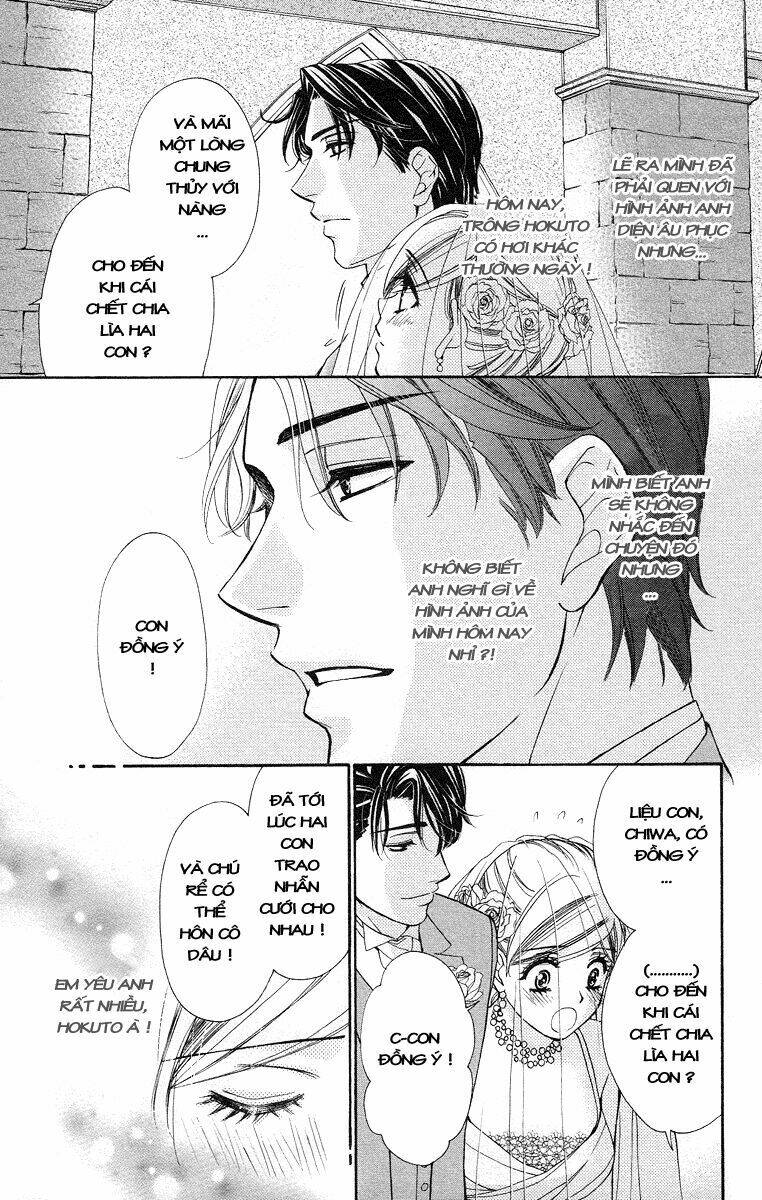 LẼ RA MÌNH ĐÃ
PHẢI QUEN VỚI
HÌNH ẢNH ANH
DIỆN ÂU PHỤC
NHƯNG...
HÔM NAY,
TRÔNG HOKUTO
CÓ HƠI KHÁC
THƯỜNG NGÀY !
VÀ MÃI
MỘT LÒNG
CHUNG
THỦY VỚI
NÀNG
...
CHO ĐẾN
KHI CÁI
CHẾT CHIA
LÌA HAI
CON ?
MÌNH BIẾT ANH
SẼ KHÔNG
NHẮC ĐẾN
CHUYỆN ĐÓ
NHƯNG
...
KHÔNG BIẾT
ANH NGHĨ GÌ VỀ
HÌNH ẢNH CỦA
MÌNH HÔM NAY
NHỈ ?!
CON
ĐỒNG Ý
!
LIỆU CON,
CHIWA, CÓ
ĐỒNG Ý
...
(...........)
CHO ĐẾN
KHI CÁI
CHẾT CHIA
LÌA HAI
CON ?
C-CON
ĐỒNG Ý !
ĐÃ TỚI
LÚC HAI
CON
TRAO
NHẪN
CƯỚI CHO
NHAU !
VÀ CHÚ
RỂ CÓ
THỂ
HÔN CÔ
DÂU !
EM YÊU ANH
RẤT NHIỀU,
HOKUTO À !